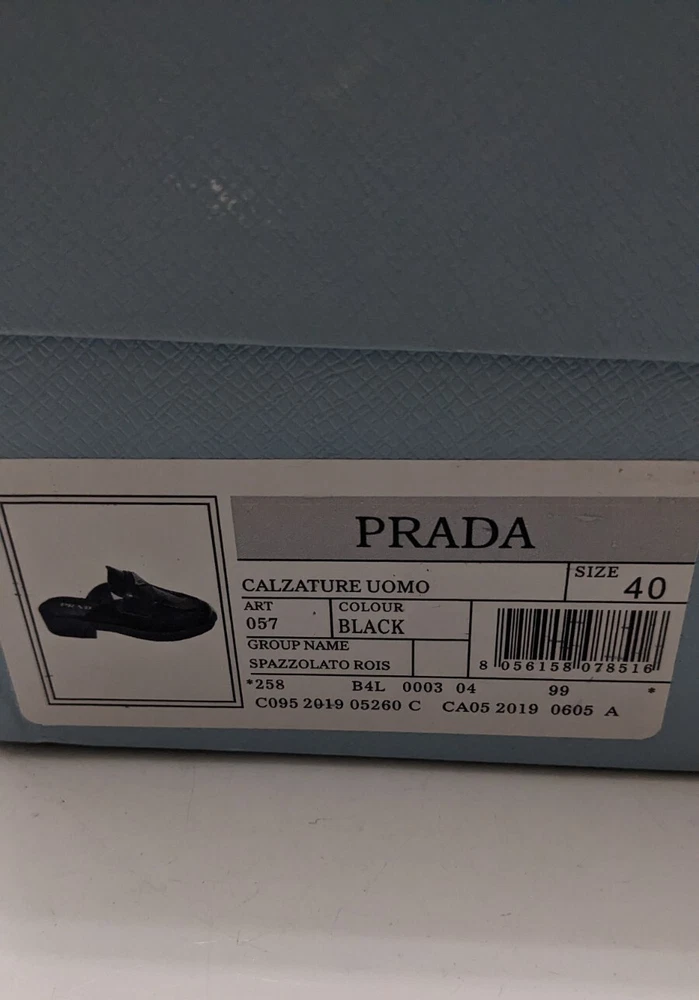 PRADA
CALZATURE UOMO
SIZE 40
ART
057
COLOUR
BLACK
GROUP NAME
SPAZZOLATO ROIS
8 056158 078516
*258 B4L 0003 04 99 *
C095 2019 05260 C CA05 2019 0605 A